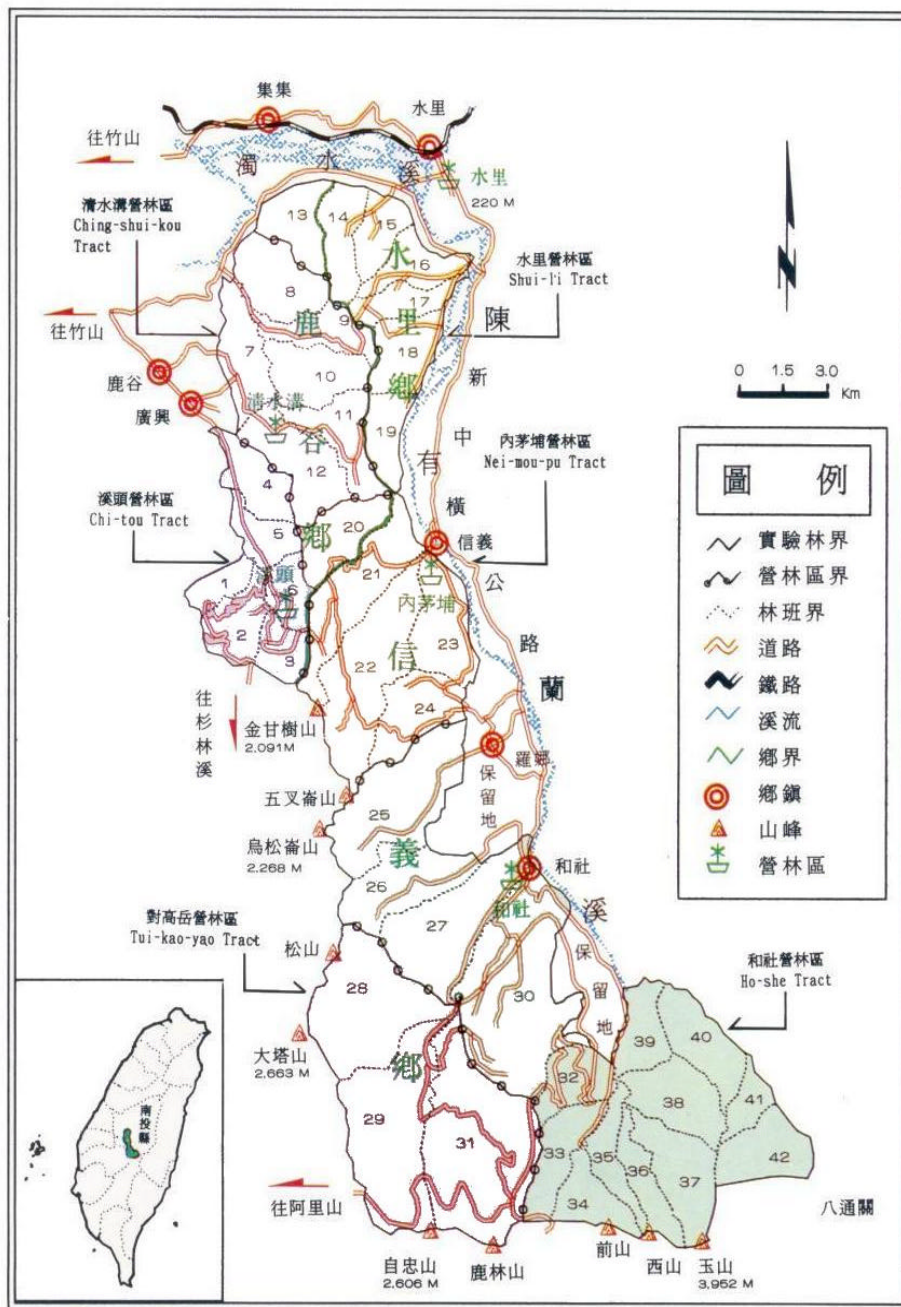 集集
水里
往竹山
濁水溪
水里
220 M
清水溝營林區
Ching-shui-kou
Tract
水里營林區
Shui-li Tract
13
14
15
16
水里鄉
8
9
17
18
鹿谷鄉
7
10
往竹山
鹿谷
廣興
清水溝
11
19
12
陳有蘭溪
新中橫公路
0 1.5 3.0
Km
內茅埔營林區
Nei-mou-pu Tract
溪頭營林區
Chi-tou Tract
4
5
20
信義
21
內茅埔
1
溪頭
6
2
3
22
23
信義鄉
24
往杉林溪
金甘樹山
2.091M
羅娜
保留地
五叉崙山
25
烏松崙山
2.268 M
和社
和社
26
27
對高岳營林區
Tui-kao-yao Tract
松山
28
30
保留地
和社營林區
Ho-she Tract
大塔山
2.663 M
29
31
32
33
34
35
36
37
38
39
40
41
42
往阿里山
八通關
自忠山
2.606 M
鹿林山
前山
西山
玉山
3.952 M
圖例
實驗林界
營林區界
林班界
道路
鐵路
溪流
鄉界
鄉鎮
山峰
營林區
南投縣